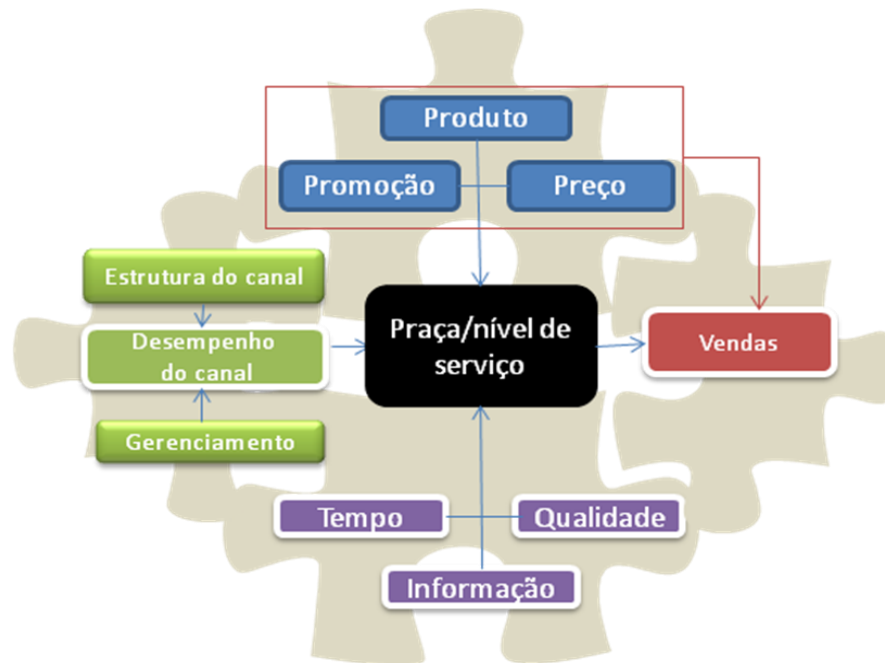 Produto
Promoção
Preço
Estrutura do canal
Desempenho
do canal
Gerenciamento
Praça/nível de
serviço
Vendas
Tempo
Qualidade
Informação